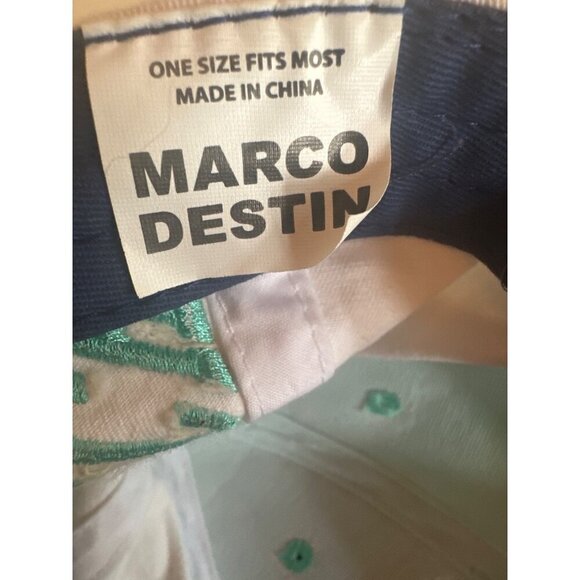 ONE SIZE FITS MOST
MADE IN CHINA
MARCO
DESTIN